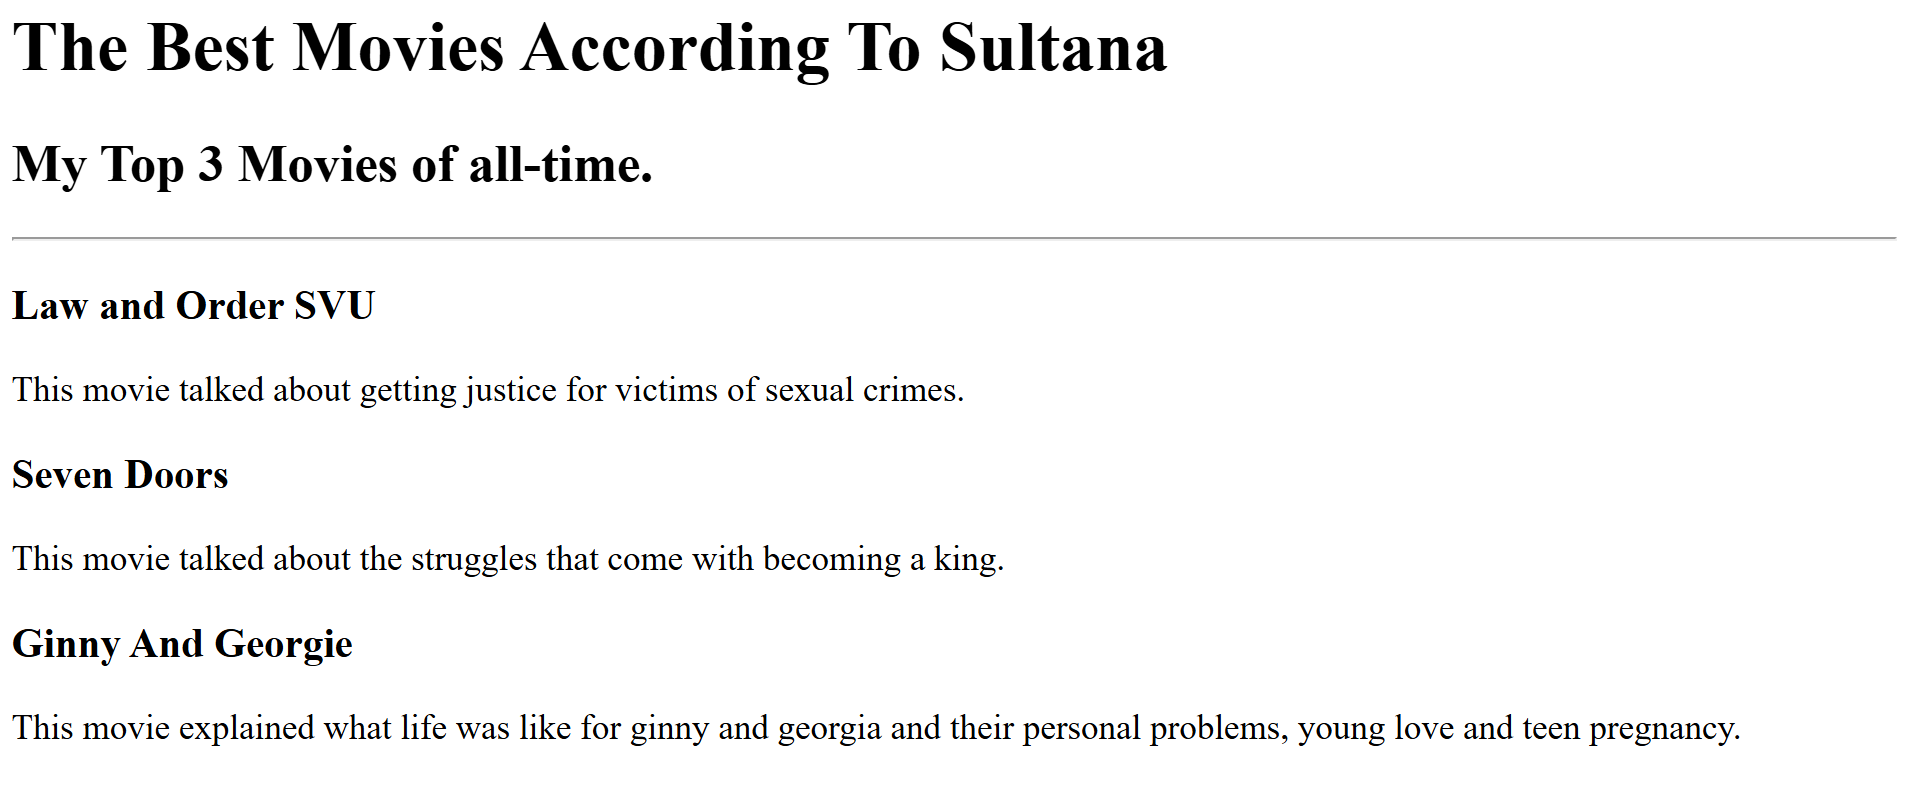 The Best Movies According To Sultana
My Top 3 Movies of all-time.
Law and Order SVU
This movie talked about getting justice for victims of sexual crimes.
Seven Doors
This movie talked about the struggles that come with becoming a king.
Ginny And Georgie
This movie explained what life was like for ginny and georgia and their personal problems, young love and teen pregnancy.